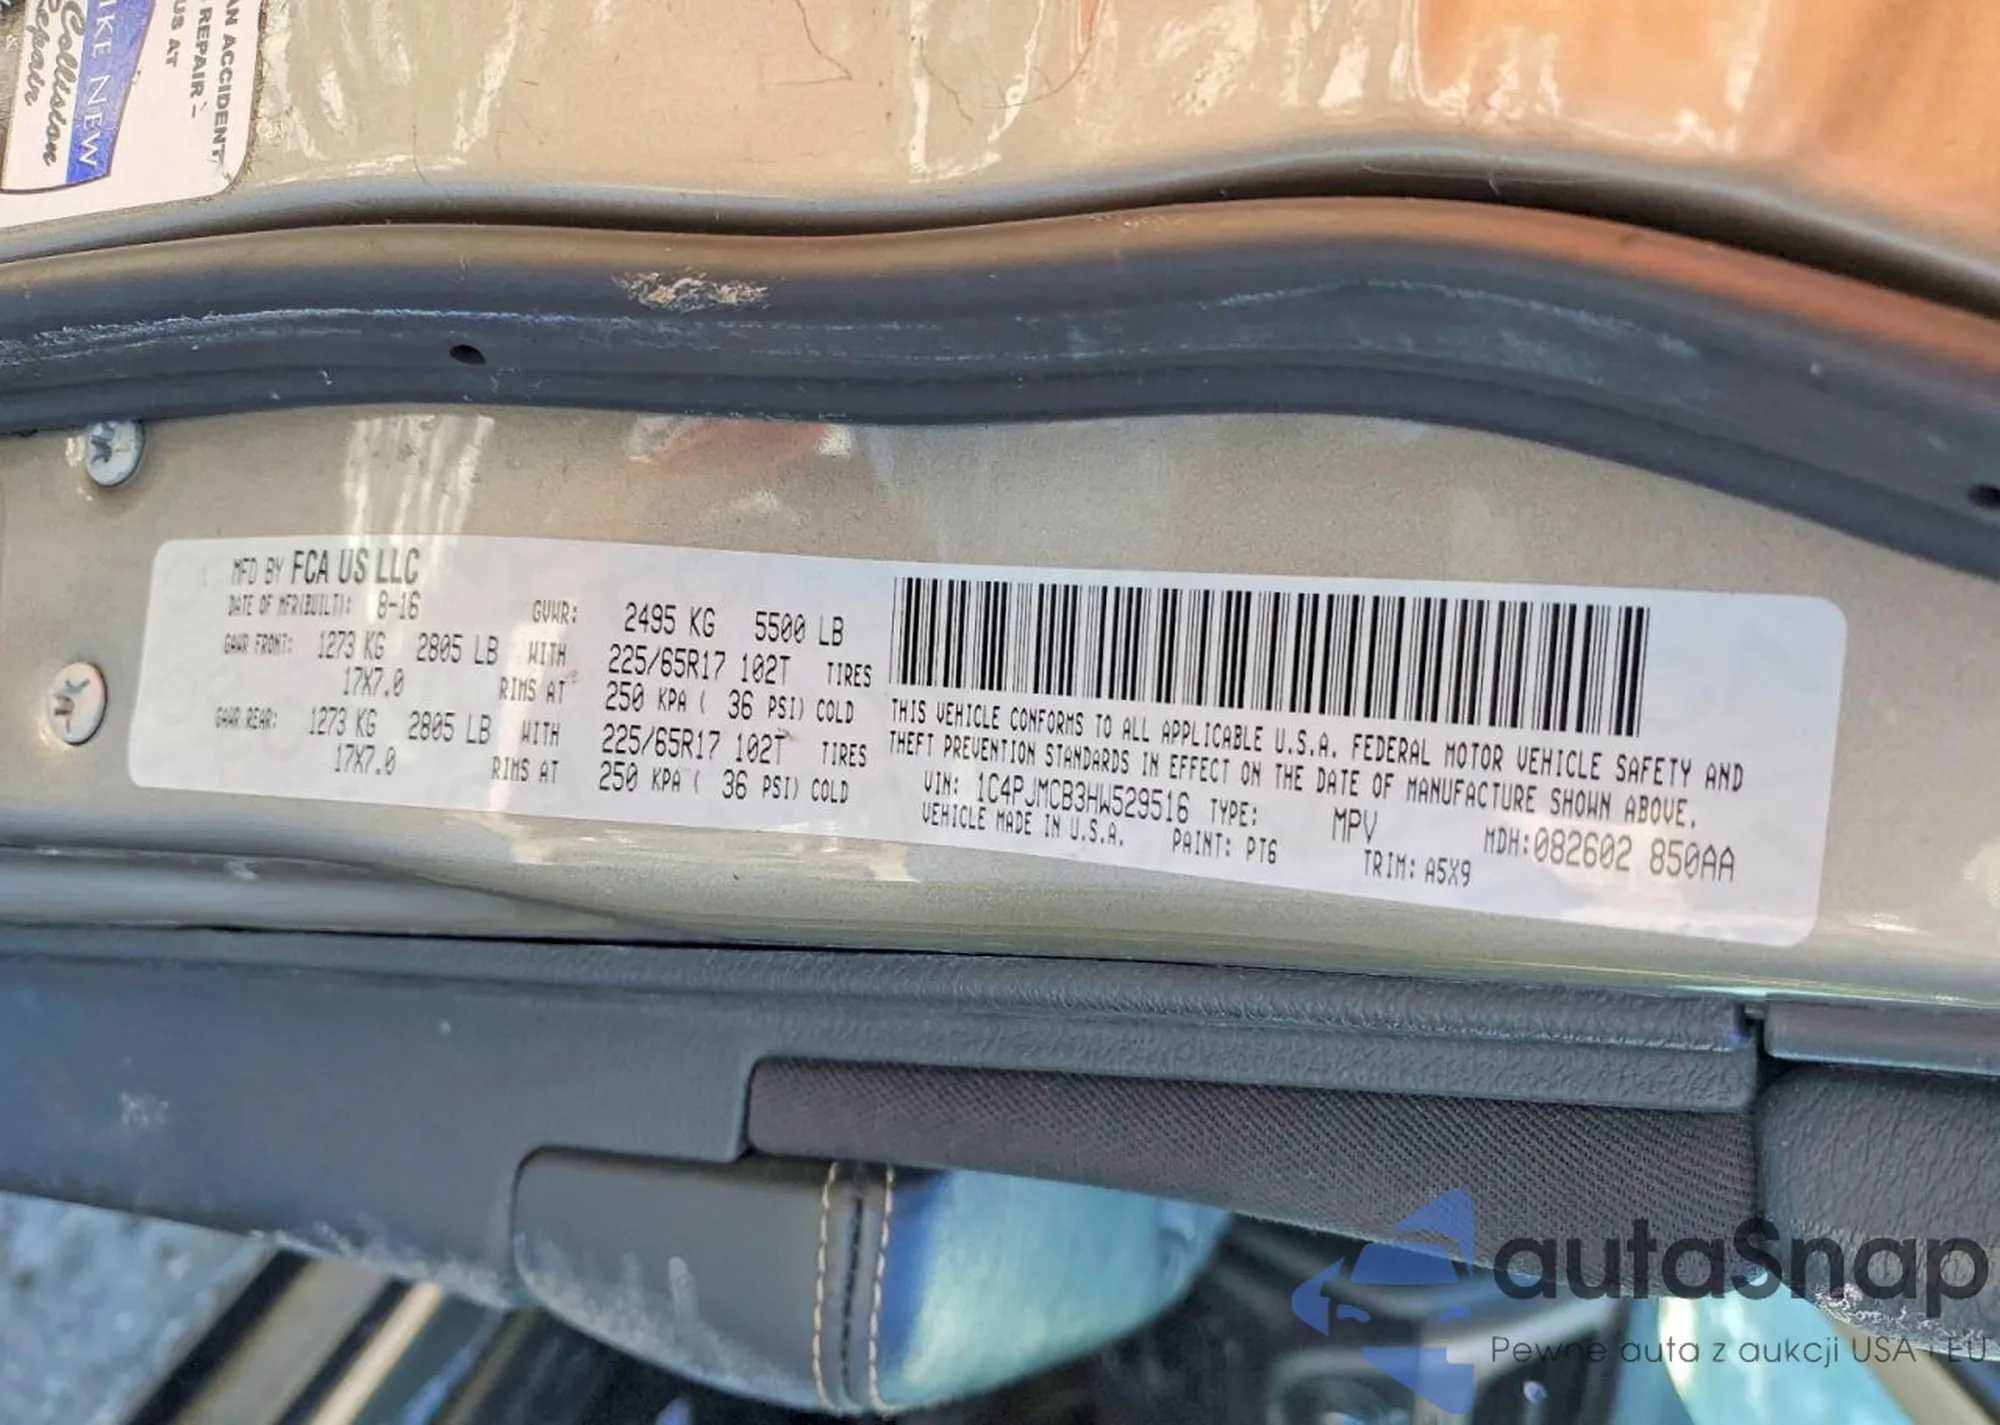 AN ACCIDENT
REPAIR -
US AT
IKE NEW
Collision
Repair
MFD BY FCA US LLC
DATE OF MFR(BUILT): 8-16
GVWR: 2495 KG 5500 LB
GAWR FRONT: 1273 KG 2805 LB WITH 225/65R17 102T TIRES
17X7.0 RIMS AT 250 KPA ( 36 PSI) COLD
GAWR REAR: 1273 KG 2805 LB WITH 225/65R17 102T TIRES
17X7.0 RIMS AT 250 KPA ( 36 PSI) COLD
THIS VEHICLE CONFORMS TO ALL APPLICABLE U.S.A. FEDERAL MOTOR VEHICLE SAFETY AND
THEFT PREVENTION STANDARDS IN EFFECT ON THE DATE OF MANUFACTURE SHOWN ABOVE.
VIN: 1C4PJMCB3HW529516 TYPE: MPV MDH:082602 850AA
VEHICLE MADE IN U.S.A. PAINT: PT6 TRIM: A5X9
autaSnap
Pewne auta z aukcji USA i EU